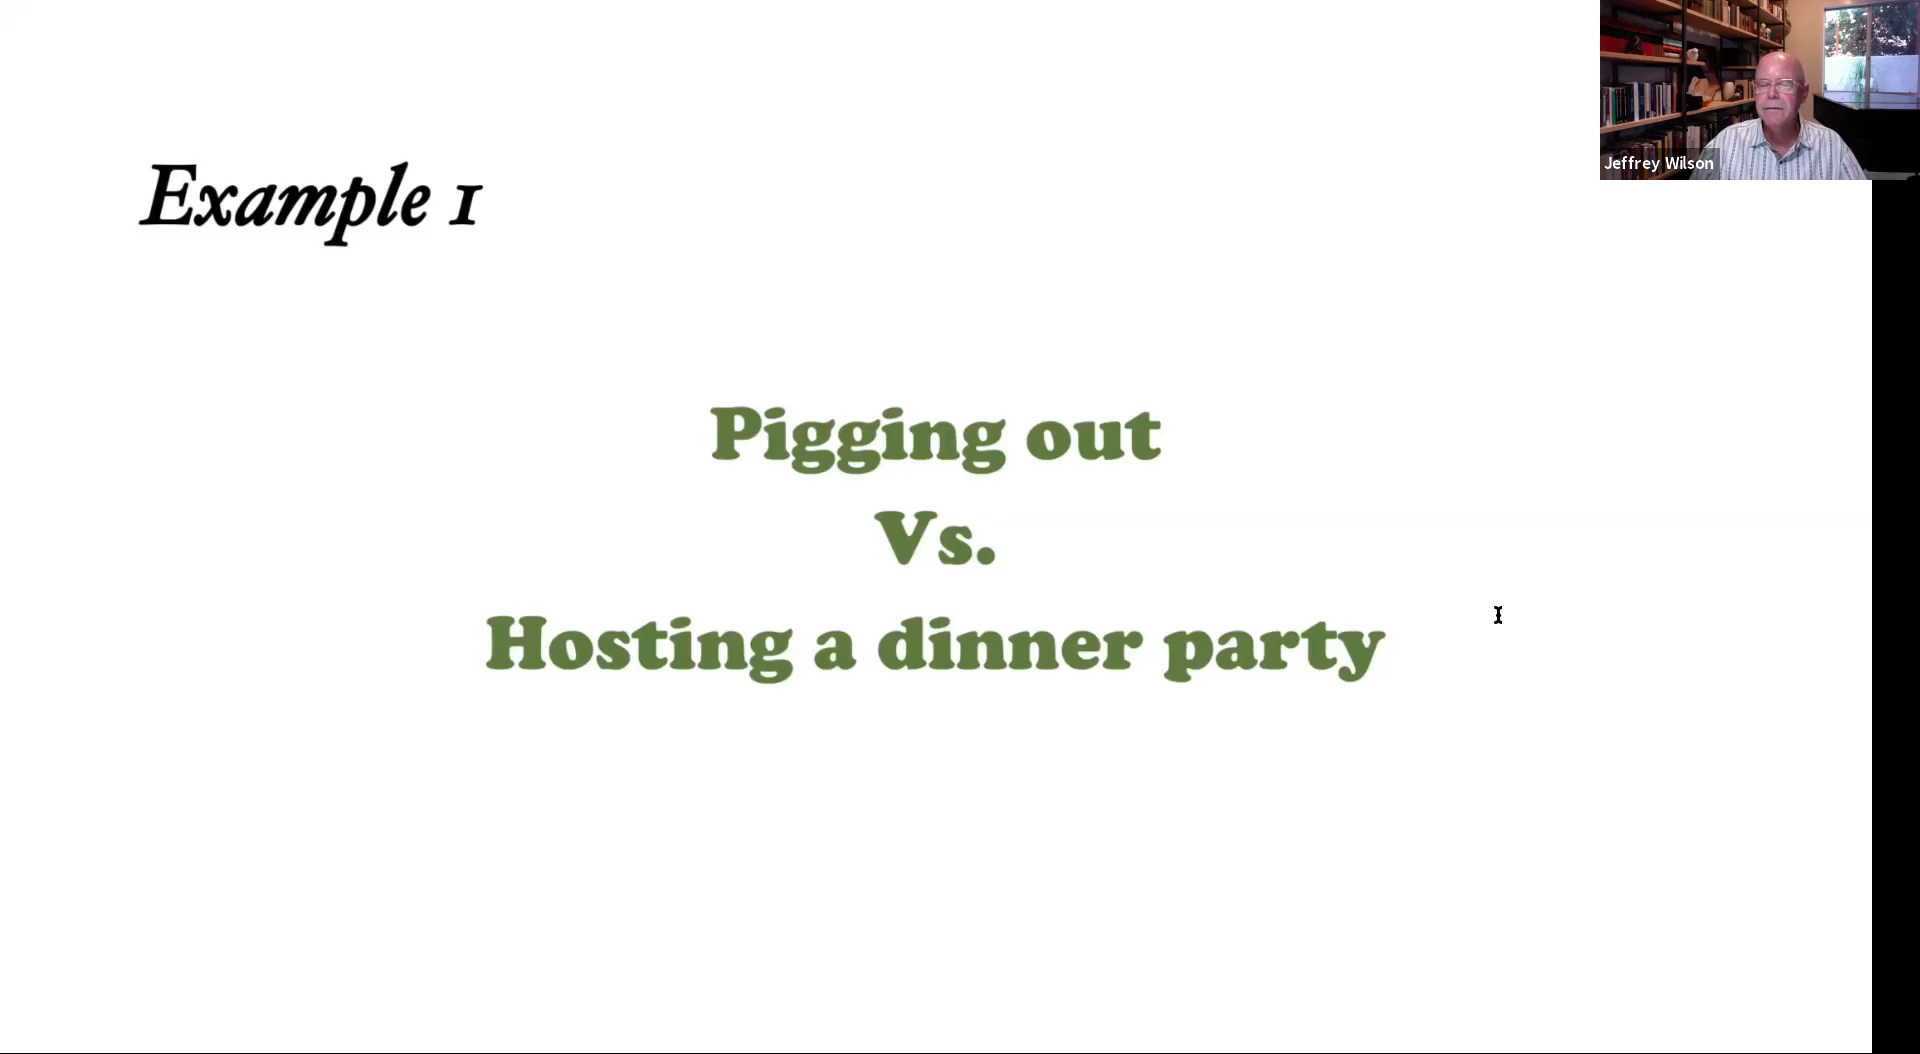 Jeffrey Wilson
Example 1
Pigging out
Vs.
Hosting a dinner party